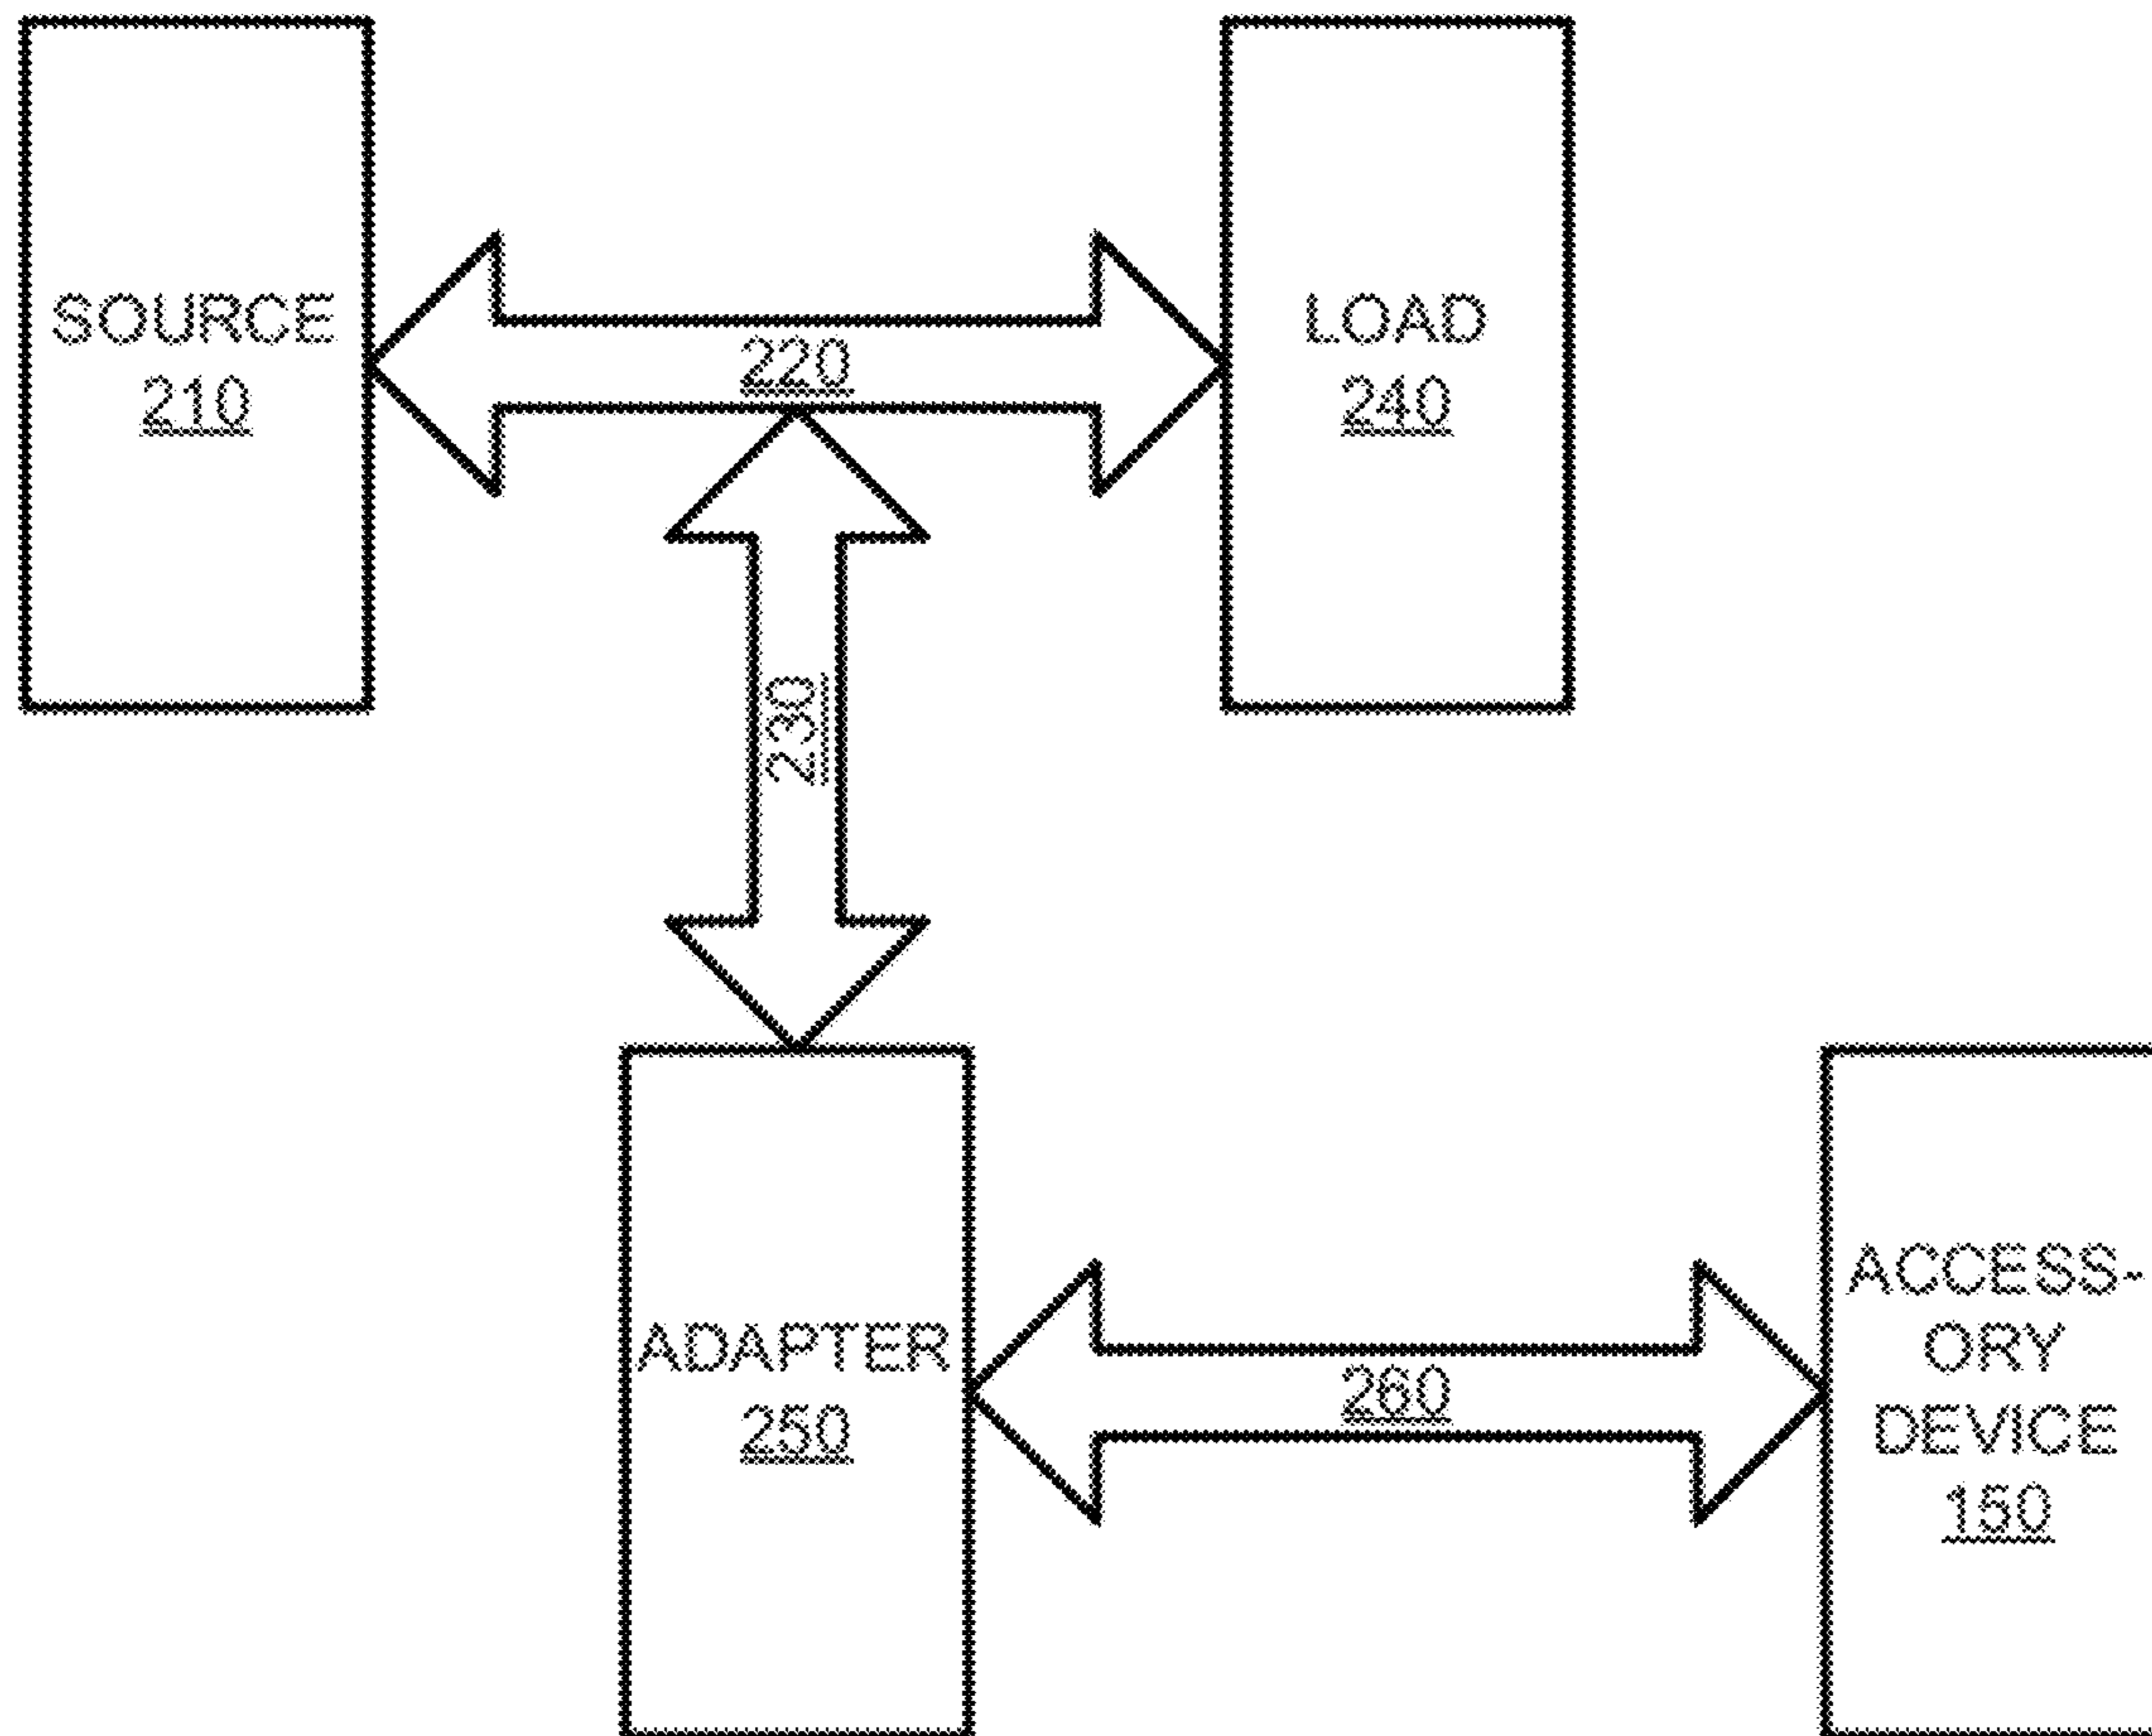 SOURCE
210
220
LOAD
240
230
ADAPTER
250
260
ACCESS-
ORY
DEVICE
150